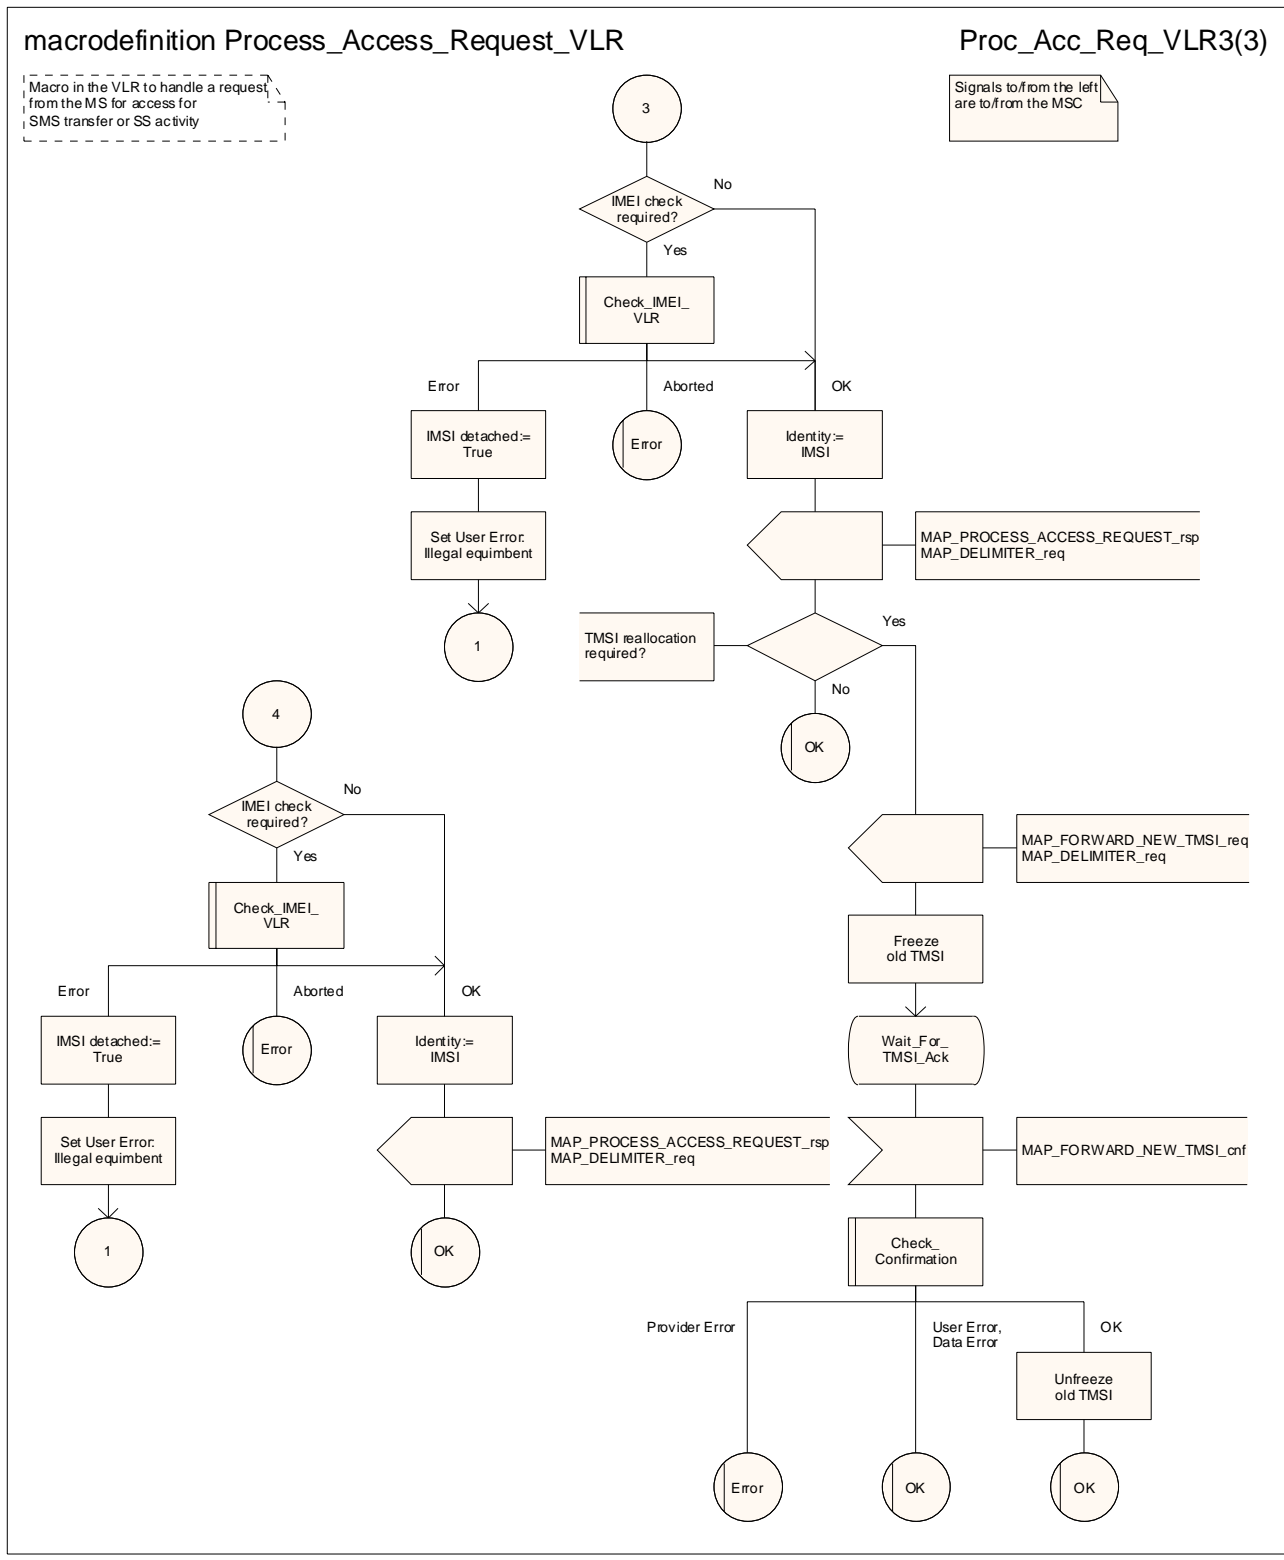 macrodefinition Process_Access_Request_VLR
Proc_Acc_Req_VLR3(3)
Macro in the VLR to handle a request
from the MS for access for
SMS transfer or SS activity
Signals to/from the left
are to/from the MSC
3
IMEI check
required?
No
Yes
Check_IMEI_
VLR
Error
Aborted
OK
IMSI detached:=
True
Error
Identity:=
IMSI
Set User Error:
Illegal equimbent
MAP_PROCESS_ACCESS_REQUEST_rsp
MAP_DELIMITER_req
1
TMSI reallocation
required?
Yes
No
OK
4
IMEI check
required?
No
Yes
Check_IMEI_
VLR
Error
Aborted
OK
IMSI detached:=
True
Error
Identity:=
IMSI
Set User Error:
Illegal equimbent
MAP_PROCESS_ACCESS_REQUEST_rsp
MAP_DELIMITER_req
1
OK
MAP_FORWARD_NEW_TMSI_req
MAP_DELIMITER_req
Freeze
old TMSI
Wait_For_
TMSI_Ack
MAP_FORWARD_NEW_TMSI_cnf
Check_
Confirmation
Provider Error
User Error,
Data Error
OK
Unfreeze
old TMSI
Error
OK
OK